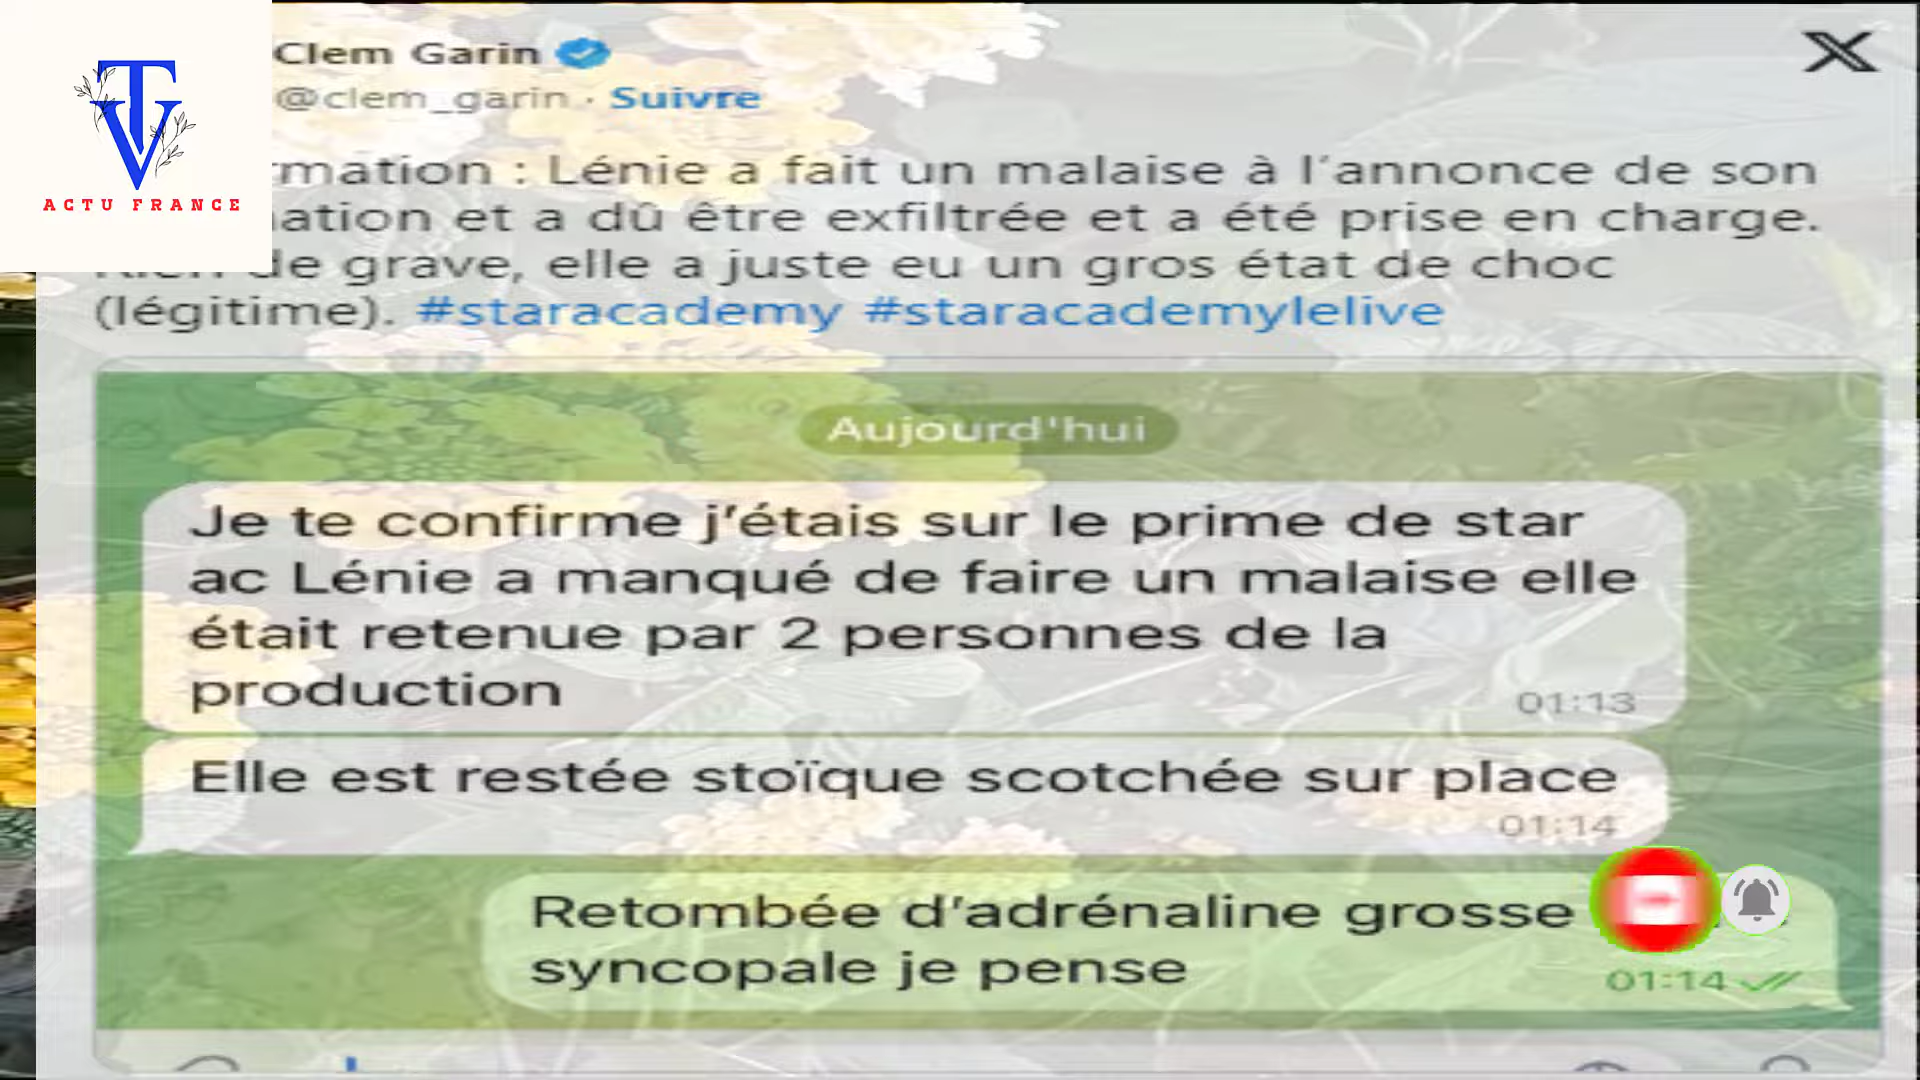 TV
ACTU FRANCE
Clem Garin
@clem_garin · Suivre
rmation : Lénie a fait un malaise à l'annonce de son
ation et a dû être exfiltrée et a été prise en charge.
Rien de grave, elle a juste eu un gros état de choc
(légitime). #staracademy #staracademylelive
Aujourd'hui
Je te confirme j'étais sur le prime de star
ac Lénie a manqué de faire un malaise elle
était retenue par 2 personnes de la
production
01:13
Elle est restée stoïque scotchée sur place
01:14
Retombée d'adrénaline grosse
syncopale je pense
01:14